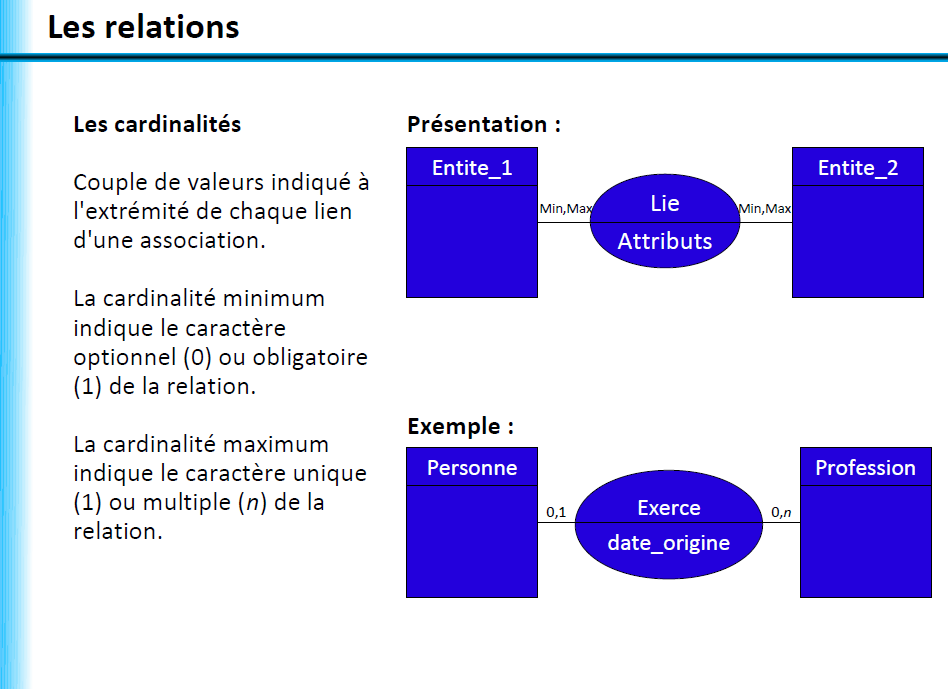 Les relations
Les cardinalités
Couple de valeurs indiqué à
l'extrémité de chaque lien
d'une association.
La cardinalité minimum
indique le caractère
optionnel (0) ou obligatoire
(1) de la relation.
La cardinalité maximum
indique le caractère unique
(1) ou multiple (n) de la
relation.
Présentation :
Entite_1
Min,Max
Lie
Attributs
Min,Max
Entite_2
Exemple :
Personne
0,1
Exerce
date_origine
0,n
Profession